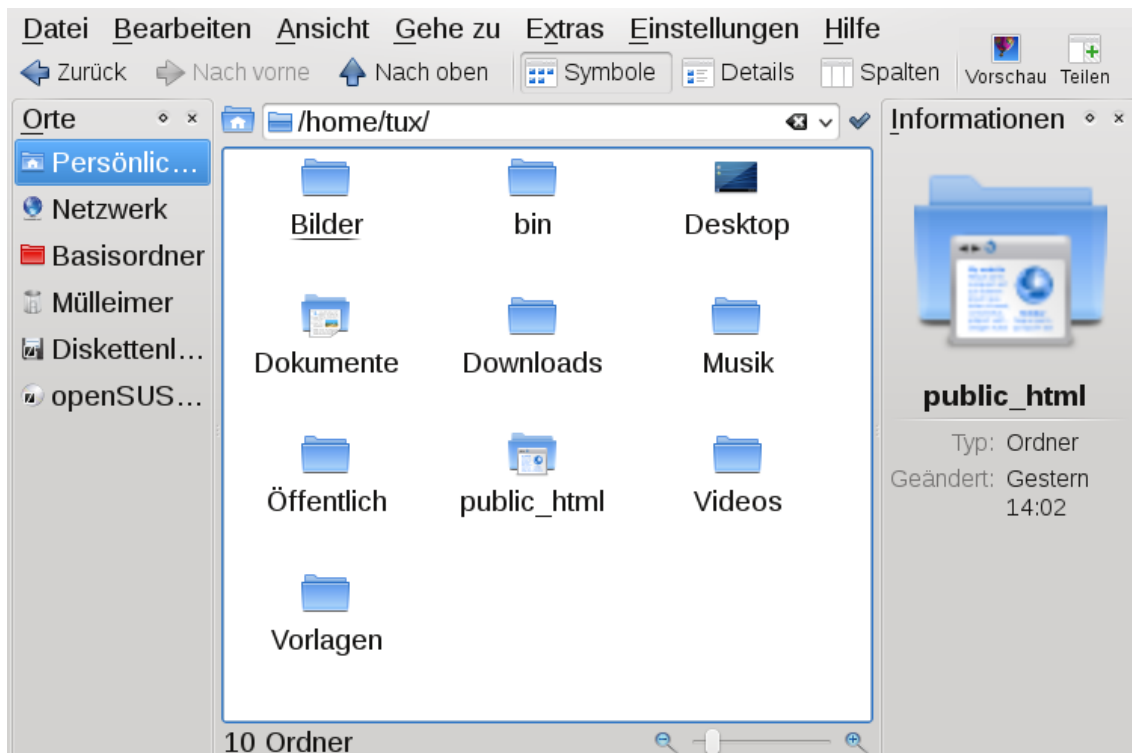 Datei Bearbeiten Ansicht Gehe zu Extras Einstellungen Hilfe
Zurück Nach vorne Nach oben Symbole Details Spalten Vorschau Teilen
Orte
/home/tux/
Informationen
Persönlic...
Netzwerk
Basisordner
Mülleimer
Diskettenl...
openSUS...
Bilder bin Desktop
Dokumente Downloads Musik
Öffentlich public_html Videos
Vorlagen
10 Ordner
public_html
Typ: Ordner
Geändert: Gestern
14:02